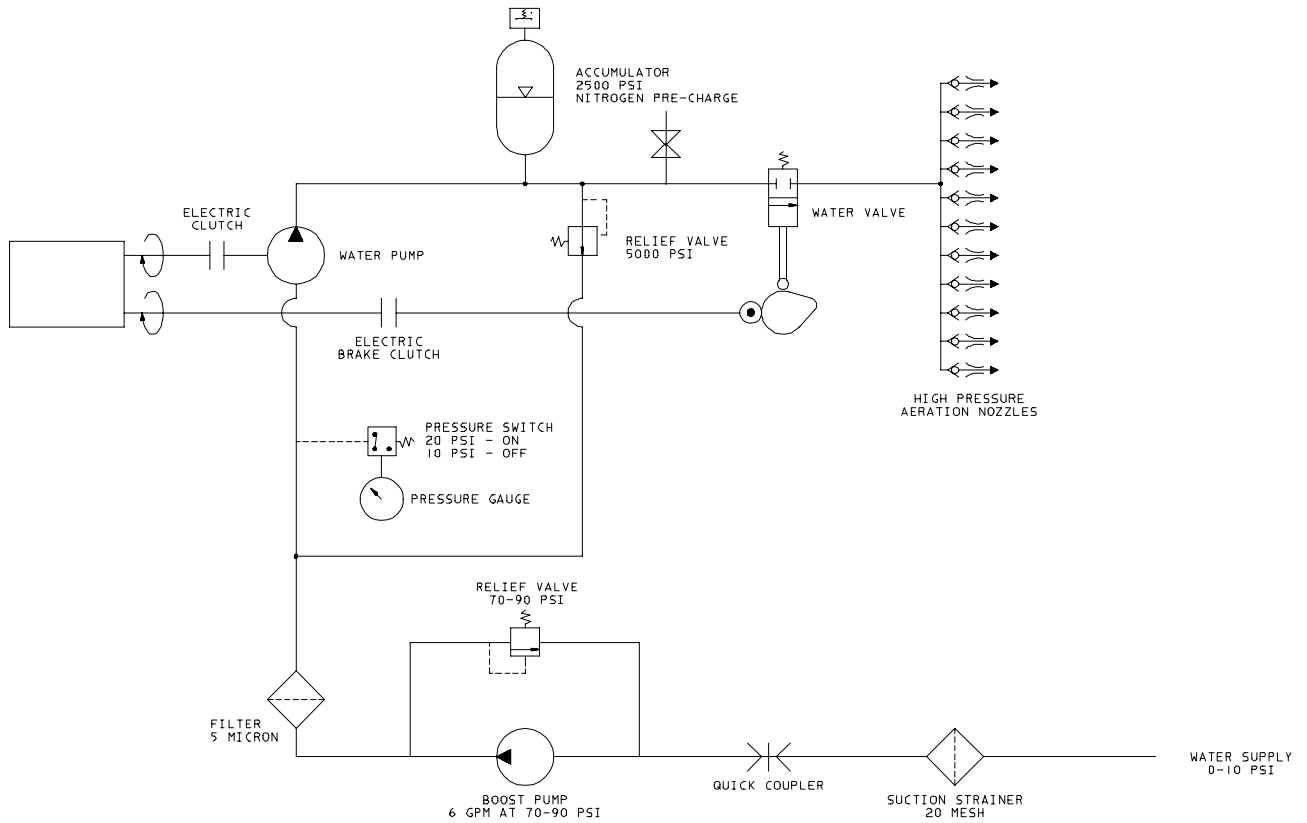 ACCUMULATOR
2500 PSI
NITROGEN PRE-CHARGE
ELECTRIC
CLUTCH
WATER VALVE
WATER PUMP
RELIEF VALVE
5000 PSI
ELECTRIC
BRAKE CLUTCH
HIGH PRESSURE
AERATION NOZZLES
PRESSURE SWITCH
20 PSI - ON
10 PSI - OFF
PRESSURE GAUGE
RELIEF VALVE
70-90 PSI
FILTER
5 MICRON
BOOST PUMP
6 GPM AT 70-90 PSI
QUICK COUPLER
SUCTION STRAINER
20 MESH
WATER SUPPLY
0-10 PSI